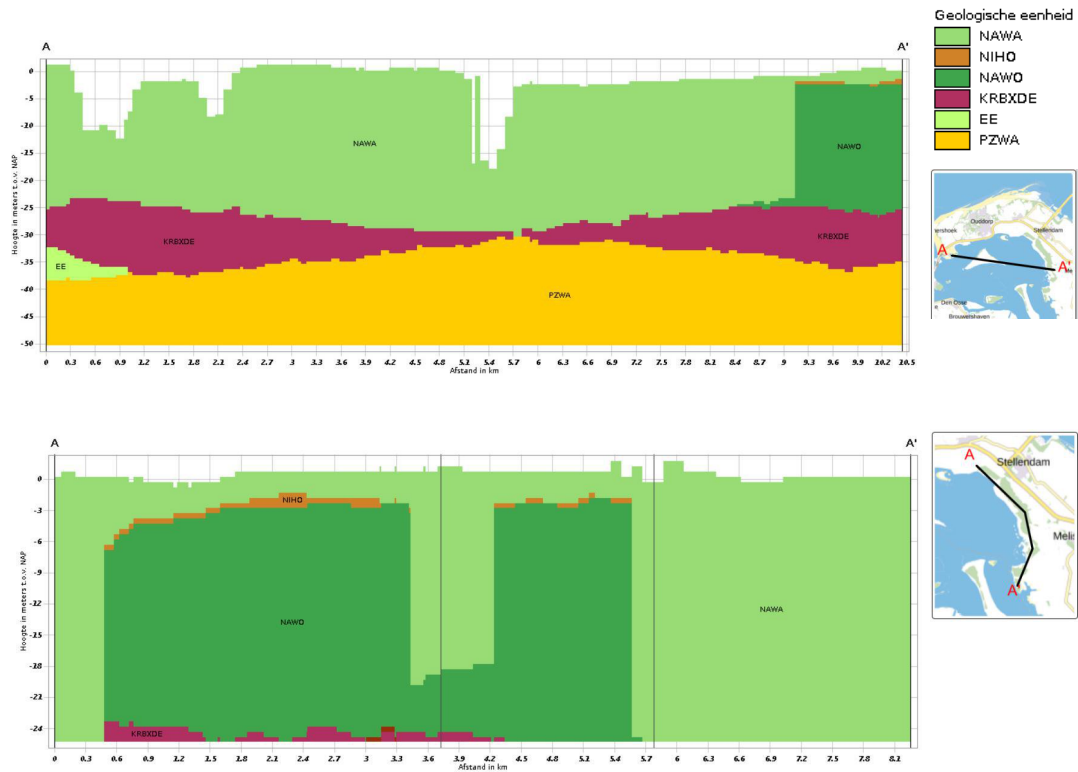 Geologische eenheid
NAWA
NIHO
NAWO
KRBXDE
EE
PZWA
A A'
0
-5
-10
-15
-20
-25
-30
-35
-40
-45
-50
Hoogte in meters t.o.v. NAP
NAWA
NAWO
KRBXDE
KRBXDE
EE
PZWA
0 0.3 0.6 0.9 1.2 1.5 1.8 2.1 2.4 2.7 3 3.3 3.6 3.9 4.2 4.5 4.8 5.1 5.4 5.7 6 6.3 6.6 6.9 7.2 7.5 7.8 8.1 8.4 8.7 9 9.3 9.6 9.9 10.2 10.5
Afstand in km
Ouddorp
ershoek
Stellendam
A
A'
Me
Den Osse
Brouwershaven
A A'
0
-3
-6
-9
-12
-15
-18
-21
-24
Hoogte in meters t.o.v. NAP
NIHO
NAWO
NAWA
KRBXDE
0 0.3 0.6 0.9 1.2 1.5 1.8 2.1 2.4 2.7 3 3.3 3.6 3.9 4.2 4.5 4.8 5.1 5.4 5.7 6 6.3 6.6 6.9 7.2 7.5 7.8 8.1
Afstand in km
A
Stellendam
Melis
A'